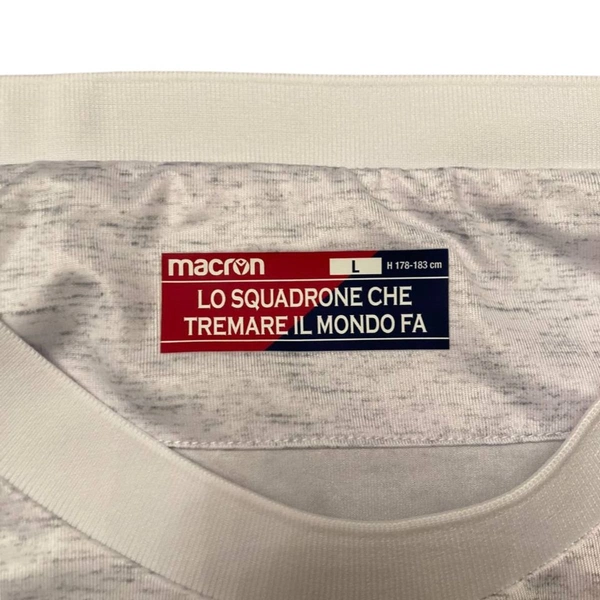 macron L H 178-183 cm
LO SQUADRONE CHE
TREMARE IL MONDO FA